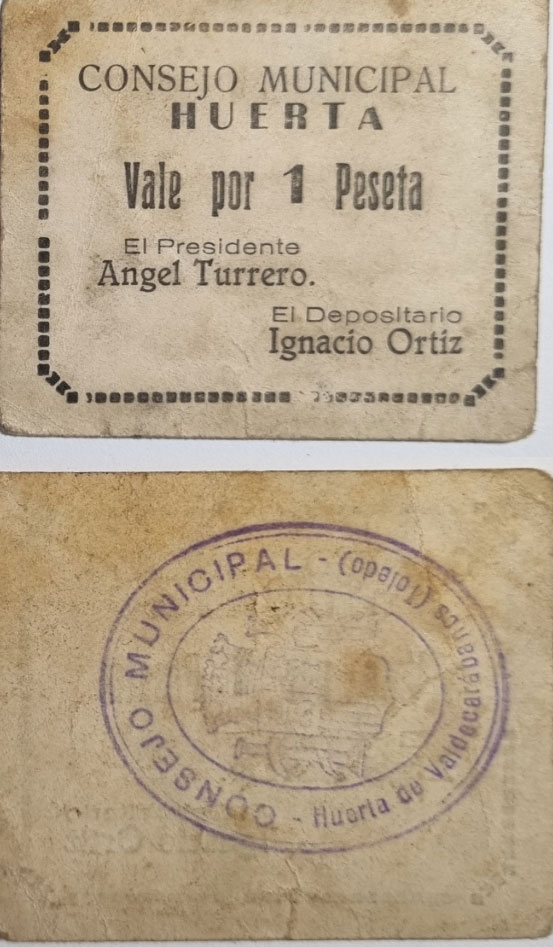 CONSEJO MUNICIPAL
HUERTA
Vale por 1 Peseta
El Presidente
Angel Turrero.
El Depositario
Ignacio Ortiz
CONSEJO MUNICIPAL -
- Huerta de Valdecarábanos (Toledo)